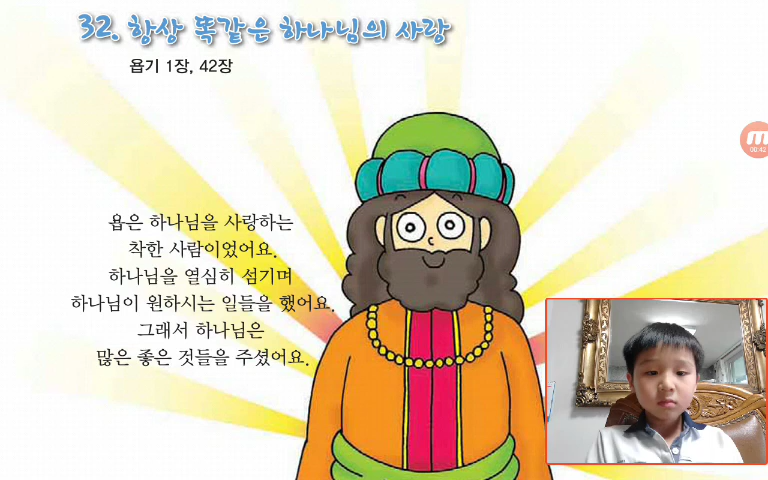 32. 항상 똑같은 하나님의 사랑
욥기 1장, 42장
욥은 하나님을 사랑하는
착한 사람이었어요.
하나님을 열심히 섬기며
하나님이 원하시는 일들을 했어요.
그래서 하나님은
많은 좋은 것들을 주셨어요.
m
00:42